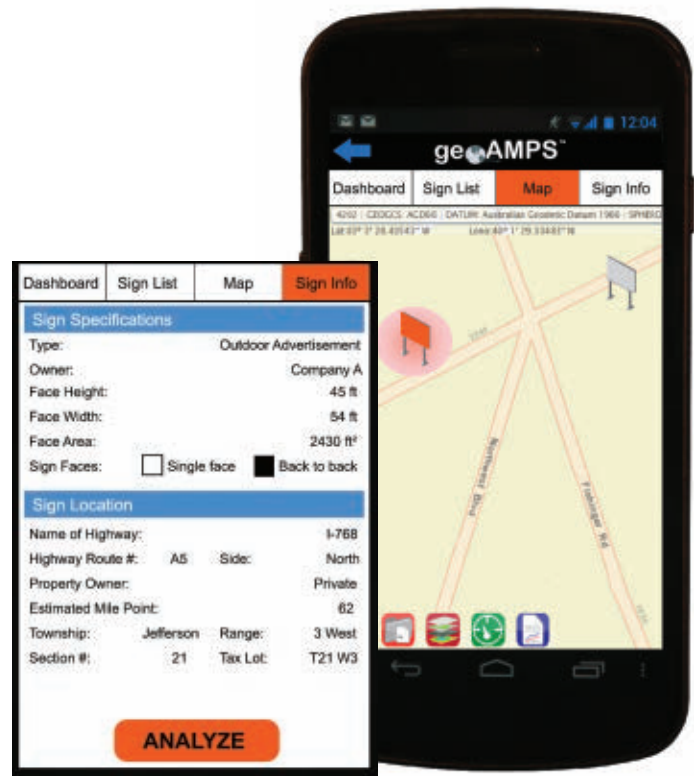 12:04
geoAMPS™
Dashboard Sign List Map Sign Info
4202 GEOGCS DATUM Australian Geodetic Datum 1966
Dashboard Sign List Map Sign Info
Sign Specifications
Type: Outdoor Advertisement
Owner: Company A
Face Height: 45 ft
Face Width: 54 ft
Face Area: 2430 ft²
Sign Faces: Single face Back to back
Sign Location
Name of Highway: I-768
Highway Route #: A5 Side: North
Property Owner: Private
Estimated Mile Point: 62
Township: Jefferson Range: 3 West
Section #: 21 Tax Lot: T21 W3
ANALYZE
Northwest Blvd
Fishinger Rd